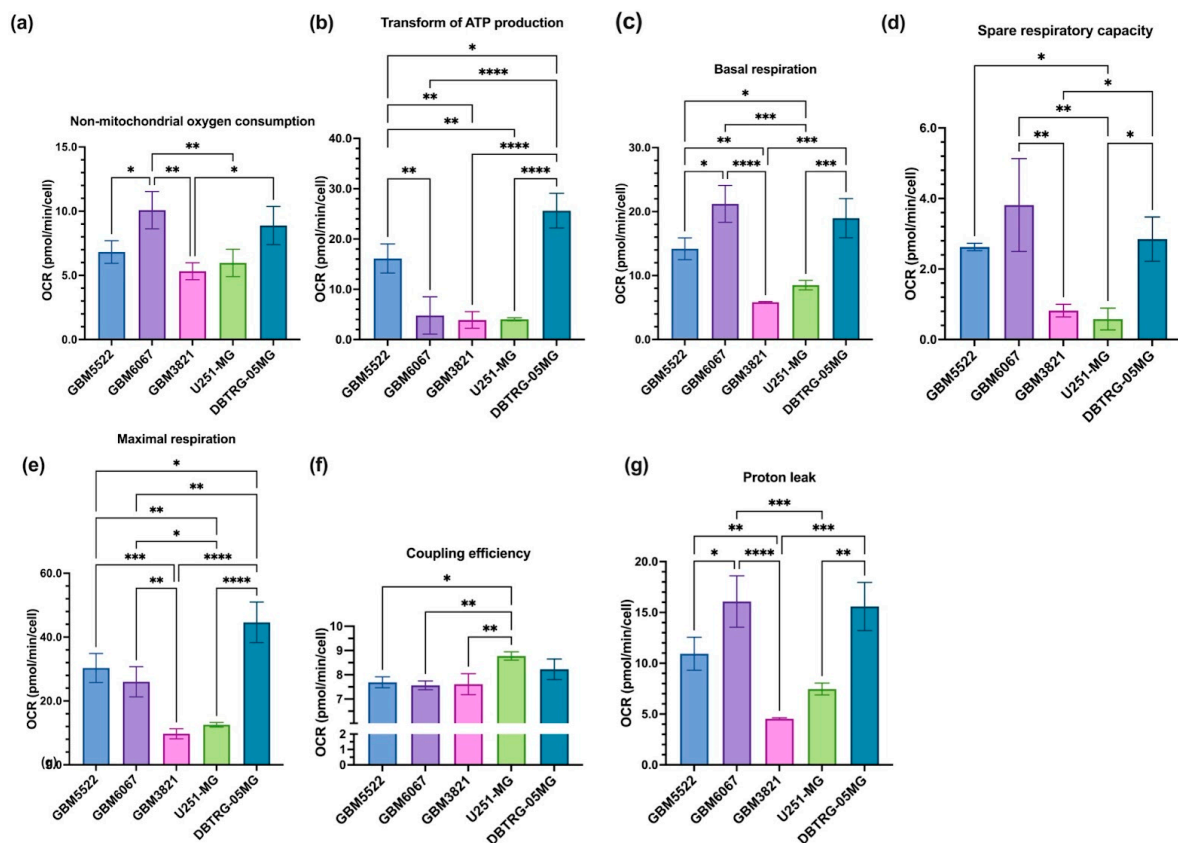 (a)
Non-mitochondrial oxygen consumption
*
**
**
*
OCR (pmol/min/cell)
15.0
10.0
5.0
0.0
GBM5522
GBM6067
GBM3821
U251-MG
DBTRG-05MG
(b)
Transform of ATP production
*
****
**
**
****
**
****
OCR (pmol/min/cell)
40.0
30.0
20.0
10.0
0.0
GBM5522
GBM6067
GBM3821
U251-MG
DBTRG-05MG
(c)
Basal respiration
*
***
**
***
*
****
***
OCR (pmol/min/cell)
30.0
20.0
10.0
0.0
GBM5522
GBM6067
GBM3821
U251-MG
DBTRG-05MG
(d)
Spare respiratory capacity
*
*
**
**
*
OCR (pmol/min/cell)
6.0
4.0
2.0
0.0
GBM5522
GBM6067
GBM3821
U251-MG
DBTRG-05MG
(e)
Maximal respiration
*
**
**
*
***
****
**
****
OCR (pmol/min/cell)
60.0
40.0
20.0
GBM5522
GBM6067
GBM3821
U251-MG
DBTRG-05MG
(f)
Coupling efficiency
*
**
**
OCR (pmol/min/cell)
10
9
8
7
2
1
0
GBM5522
GBM6067
GBM3821
U251-MG
DBTRG-05MG
(g)
Proton leak
***
**
***
*
****
**
OCR (pmol/min/cell)
20.0
15.0
10.0
5.0
0.0
GBM5522
GBM6067
GBM3821
U251-MG
DBTRG-05MG